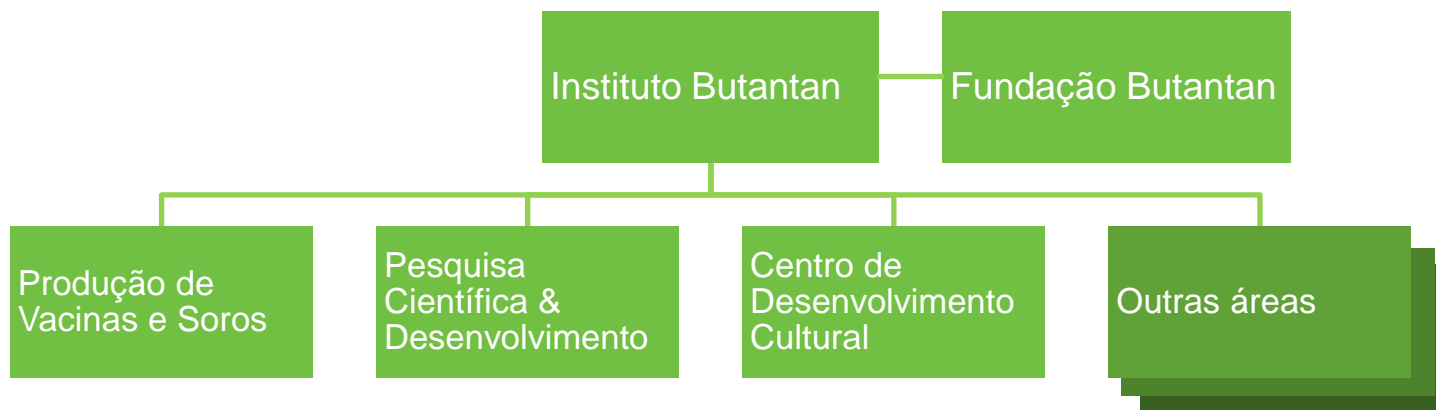 Instituto Butantan
Fundação Butantan
Produção de
Vacinas e Soros
Pesquisa
Científica &
Desenvolvimento
Centro de
Desenvolvimento
Cultural
Outras áreas